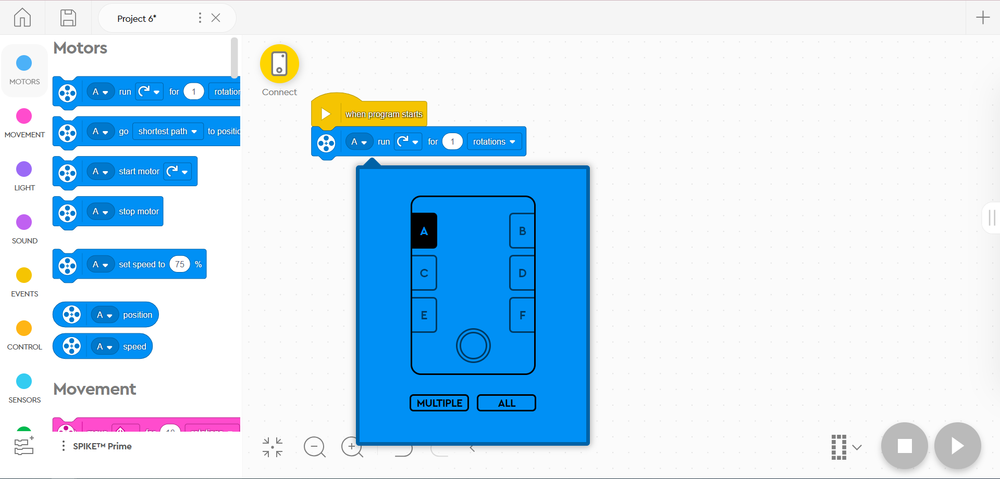 Project 6*
Motors
MOTORS
A run for 1 rotation
Connect
when program starts
A run for 1 rotations
A go shortest path to positio
MOVEMENT
A start motor
LIGHT
A stop motor
A B
SOUND
A set speed to 75 %
C D
EVENTS
A position
E F
CONTROL
A speed
Movement
SENSORS
MULTIPLE ALL
SPIKE™ Prime